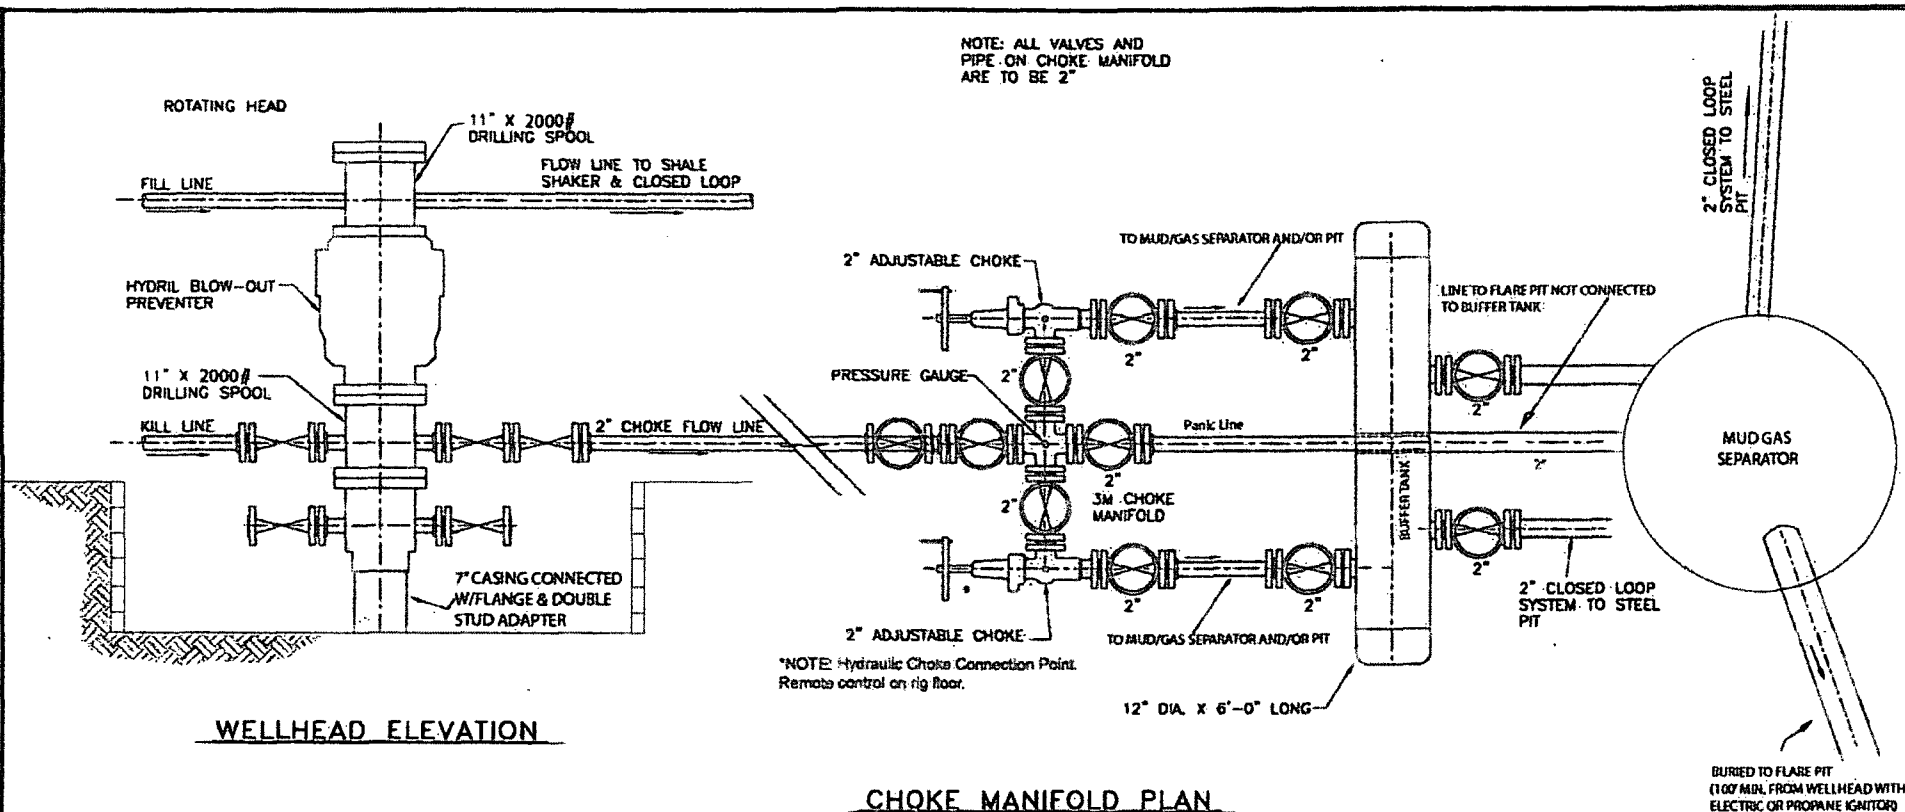 NOTE: ALL VALVES AND
PIPE ON CHOKE MANIFOLD
ARE TO BE 2"
ROTATING HEAD
11" X 2000#
DRILLING SPOOL
FILL LINE
FLOW LINE TO SHALE
SHAKER & CLOSED LOOP
HYDRIL BLOW-OUT
PREVENTER
11" X 2000#
DRILLING SPOOL
KILL LINE
2" CHOKE FLOW LINE
7" CASING CONNECTED
W/FLANGE & DOUBLE
STUD ADAPTER
WELLHEAD ELEVATION
2" ADJUSTABLE CHOKE
TO MUD/GAS SEPARATOR AND/OR PIT
2"
2"
2"
PRESSURE GAUGE
Panic Line
2"
2"
3M CHOKE
MANIFOLD
2"
2"
2" ADJUSTABLE CHOKE
TO MUD/GAS SEPARATOR AND/OR PIT
*NOTE: Hydraulic Choke Connection Point.
Remote control on rig floor.
*
BUFFER TANK
12" DIA. X 6'-0" LONG
LINE TO FLARE PIT NOT CONNECTED
TO BUFFER TANK
2"
2"
2"
2" CLOSED LOOP
SYSTEM TO STEEL
PIT
2" CLOSED LOOP
SYSTEM TO STEEL
PIT
MUD GAS
SEPARATOR
BURIED TO FLARE PIT
(100' MIN. FROM WELLHEAD WITH
ELECTRIC OR PROPANE IGNITOR)
CHOKE MANIFOLD PLAN